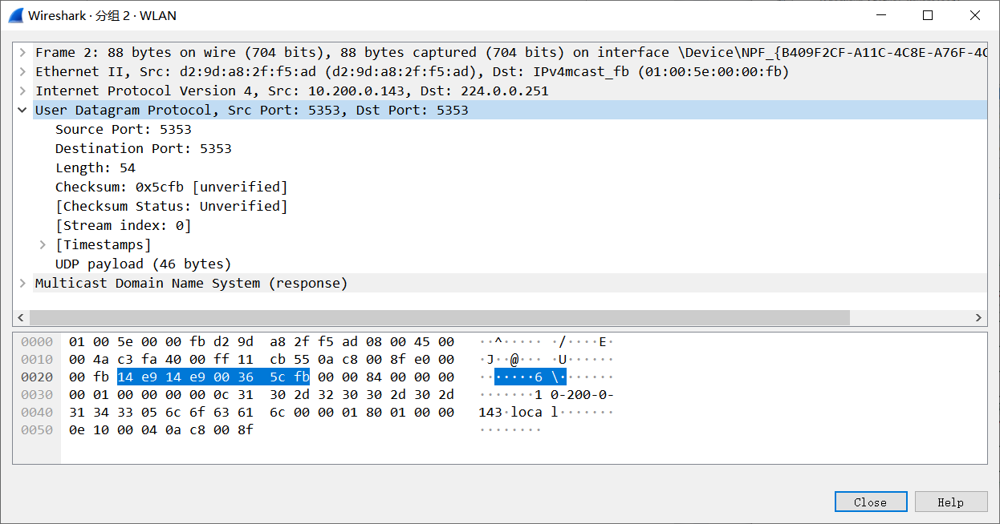 Wireshark · 分组 2 · WLAN
Frame 2: 88 bytes on wire (704 bits), 88 bytes captured (704 bits) on interface \Device\NPF_{B409F2CF-A11C-4C8E-A76F-4C
Ethernet II, Src: d2:9d:a8:2f:f5:ad (d2:9d:a8:2f:f5:ad), Dst: IPv4mcast_fb (01:00:5e:00:00:fb)
Internet Protocol Version 4, Src: 10.200.0.143, Dst: 224.0.0.251
User Datagram Protocol, Src Port: 5353, Dst Port: 5353
Source Port: 5353
Destination Port: 5353
Length: 54
Checksum: 0x5cfb [unverified]
[Checksum Status: Unverified]
[Stream index: 0]
[Timestamps]
UDP payload (46 bytes)
Multicast Domain Name System (response)
0000 01 00 5e 00 00 fb d2 9d a8 2f f5 ad 08 00 45 00 ··^····· ·/····E·
0010 00 4a c3 fa 40 00 ff 11 cb 55 0a c8 00 8f e0 00 ·J··@··· ·U······
0020 00 fb 14 e9 14 e9 00 36 5c fb 00 00 84 00 00 00 ·······6 \·······
0030 00 01 00 00 00 00 0c 31 30 2d 32 30 30 2d 30 2d ·······1 0-200-0-
0040 31 34 33 05 6c 6f 63 61 6c 00 00 01 80 01 00 00 143·loca l·······
0050 0e 10 00 04 0a c8 00 8f ········
Close Help